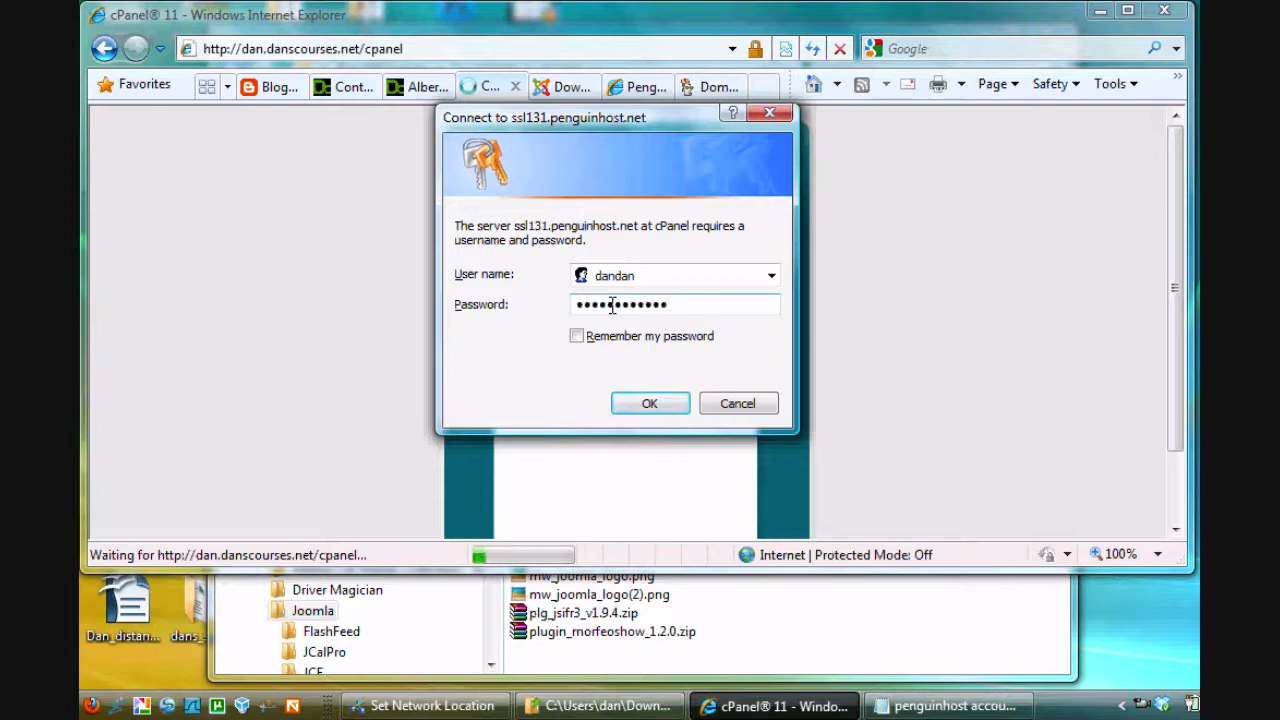 cPanel® 11 - Windows Internet Explorer
http://dan.danscourses.net/cpanel
Google
Favorites
Blog...
Cont...
Alber...
C...
Dow...
Peng...
Dom...
Page
Safety
Tools
Connect to ssl131.penguinhost.net
The server ssl131.penguinhost.net at cPanel requires a
username and password.
User name:
dandan
Password:
Remember my password
OK
Cancel
Waiting for http://dan.danscourses.net/cpanel...
Internet | Protected Mode: Off
100%
mw_joomla_logo.png
Driver Magician
mw_joomla_logo(2).png
Joomla
plg_jsifr3_v1.9.4.zip
FlashFeed
plugin_morfeoshow_1.2.0.zip
Dan_distan...
dans_
JCalPro
JCE
Set Network Location
C:\Users\dan\Down...
cPanel® 11 - Windo...
penguinhost accou...